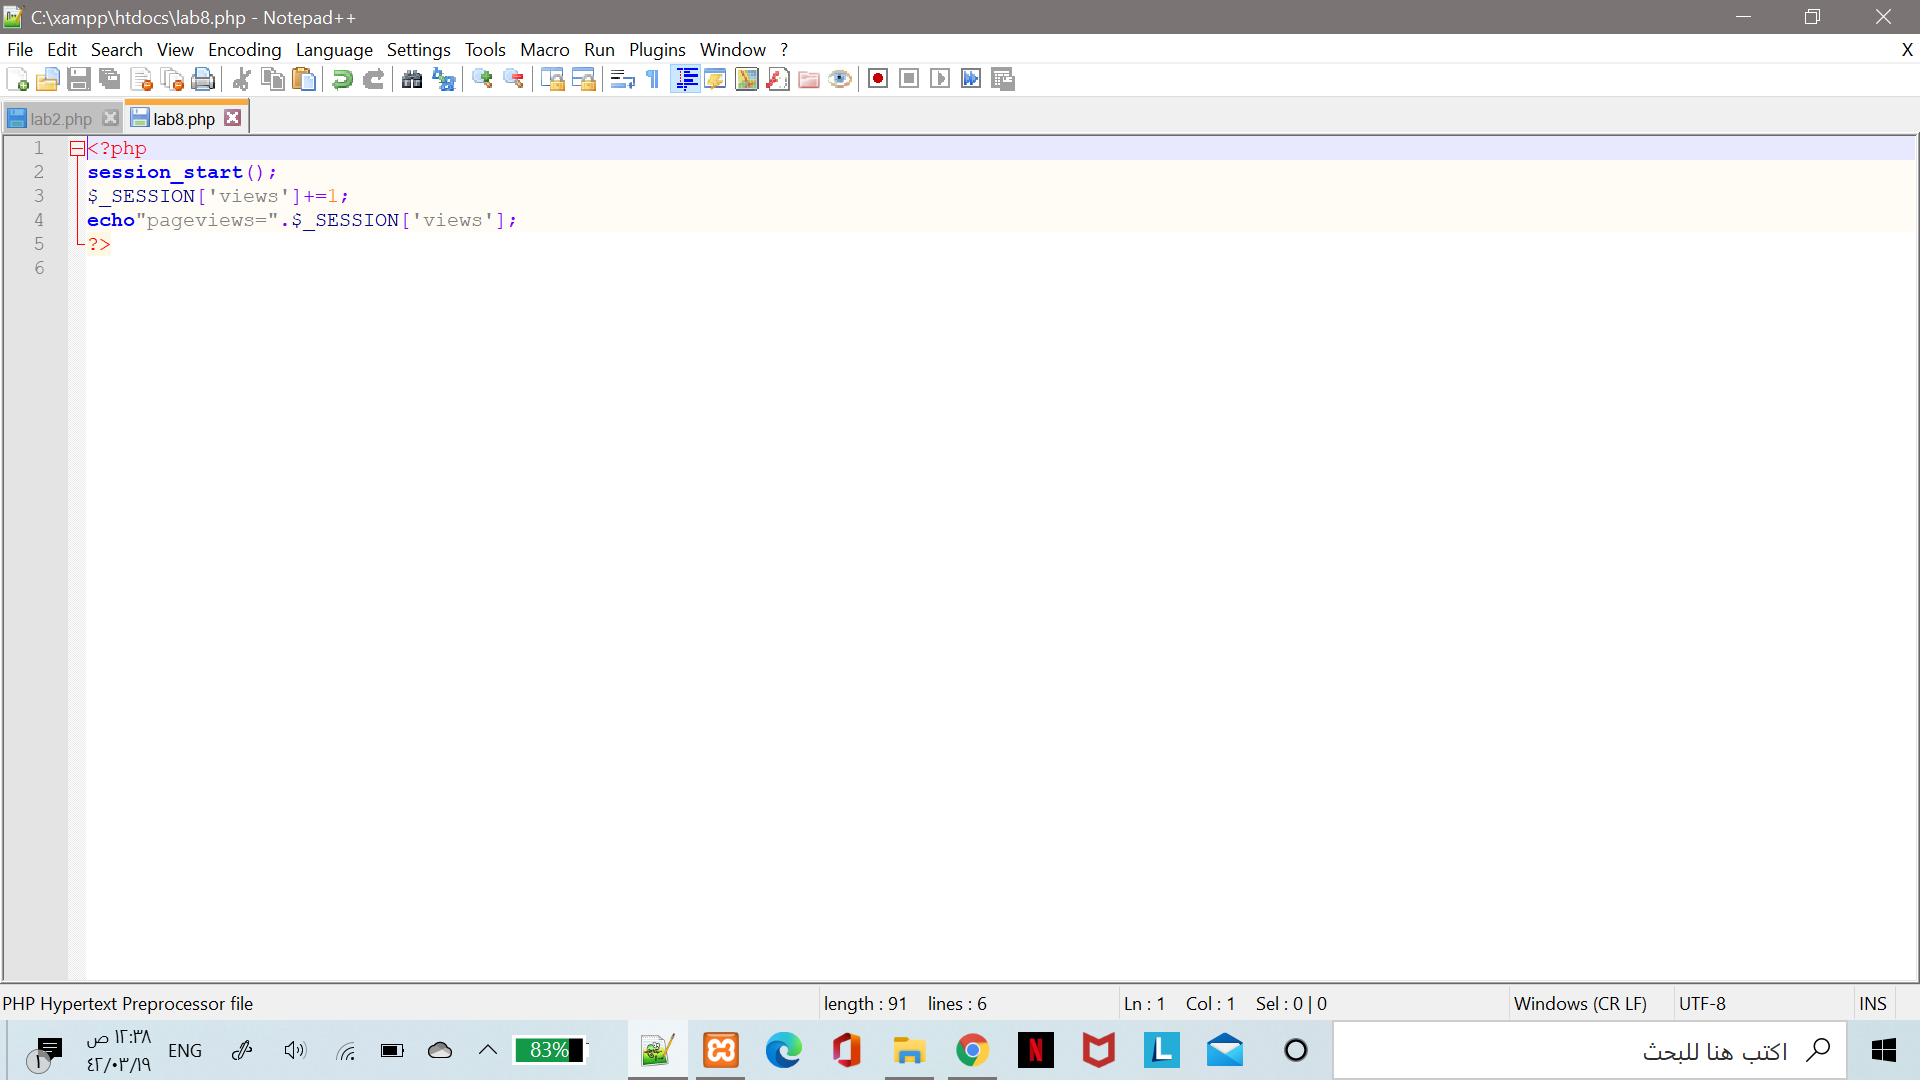 C:\xampp\htdocs\lab8.php - Notepad++
File Edit Search View Encoding Language Settings Tools Macro Run Plugins Window ? X
lab2.php lab8.php
1 <?php
2 session_start();
3 $_SESSION['views']+=1;
4 echo"pageviews=".$_SESSION['views'];
5 ?>
6
PHP Hypertext Preprocessor file length : 91 lines : 6 Ln : 1 Col : 1 Sel : 0 | 0 Windows (CR LF) UTF-8 INS
١ ١٢:٣٨ ص
٤٢/٠٣/١٩
ENG 83% N L اكتب هنا للبحث